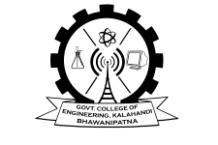 GOVT. COLLEGE OF
ENGINEERING, KALAHANDI
BHAWANIPATNA